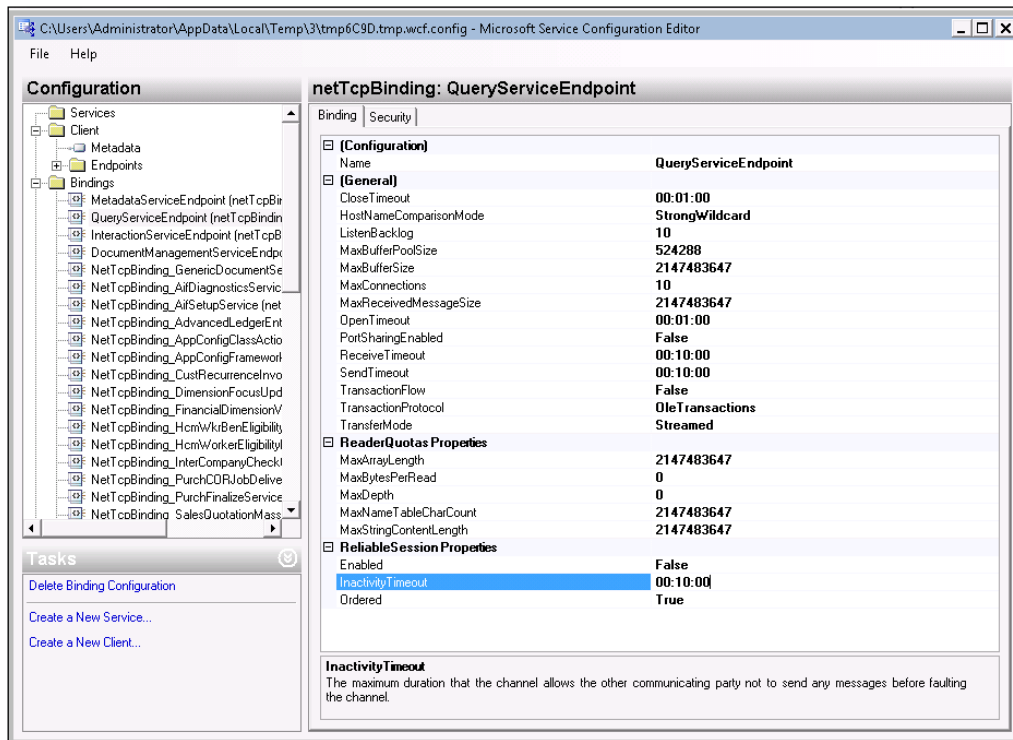 C:\Users\Administrator\AppData\Local\Temp\3\tmp6C9D.tmp.wcf.config - Microsoft Service Configuration Editor
File Help
Configuration
Services
Client
Metadata
Endpoints
Bindings
MetadataServiceEndpoint (netTcpBir
QueryServiceEndpoint (netTcpBindin
InteractionServiceEndpoint (netTcpB
DocumentManagementServiceEndpo
NetTcpBinding_GenericDocumentSe
NetTcpBinding_AifDiagnosticsServic
NetTcpBinding_AifSetupService (net
NetTcpBinding_AdvancedLedgerEnt
NetTcpBinding_AppConfigClassActio
NetTcpBinding_AppConfigFramework
NetTcpBinding_CustRecurrenceInvo
NetTcpBinding_DimensionFocusUpd
NetTcpBinding_FinancialDimensionV
NetTcpBinding_HcmWkrBenEligibility
NetTcpBinding_HcmWorkerEligibilityI
NetTcpBinding_InterCompanyCheckI
NetTcpBinding_PurchCORJobDelive
NetTcpBinding_PurchFinalizeService
NetTcpBinding_SalesQuotationMass
Tasks
Delete Binding Configuration
Create a New Service...
Create a New Client...
netTcpBinding: QueryServiceEndpoint
Binding Security
(Configuration)
Name QueryServiceEndpoint
(General)
CloseTimeout 00:01:00
HostNameComparisonMode StrongWildcard
ListenBacklog 10
MaxBufferPoolSize 524288
MaxBufferSize 2147483647
MaxConnections 10
MaxReceivedMessageSize 2147483647
OpenTimeout 00:01:00
PortSharingEnabled False
ReceiveTimeout 00:10:00
SendTimeout 00:10:00
TransactionFlow False
TransactionProtocol OleTransactions
TransferMode Streamed
ReaderQuotas Properties
MaxArrayLength 2147483647
MaxBytesPerRead 0
MaxDepth 0
MaxNameTableCharCount 2147483647
MaxStringContentLength 2147483647
ReliableSession Properties
Enabled False
InactivityTimeout 00:10:00
Ordered True
InactivityTimeout
The maximum duration that the channel allows the other communicating party not to send any messages before faulting
the channel.